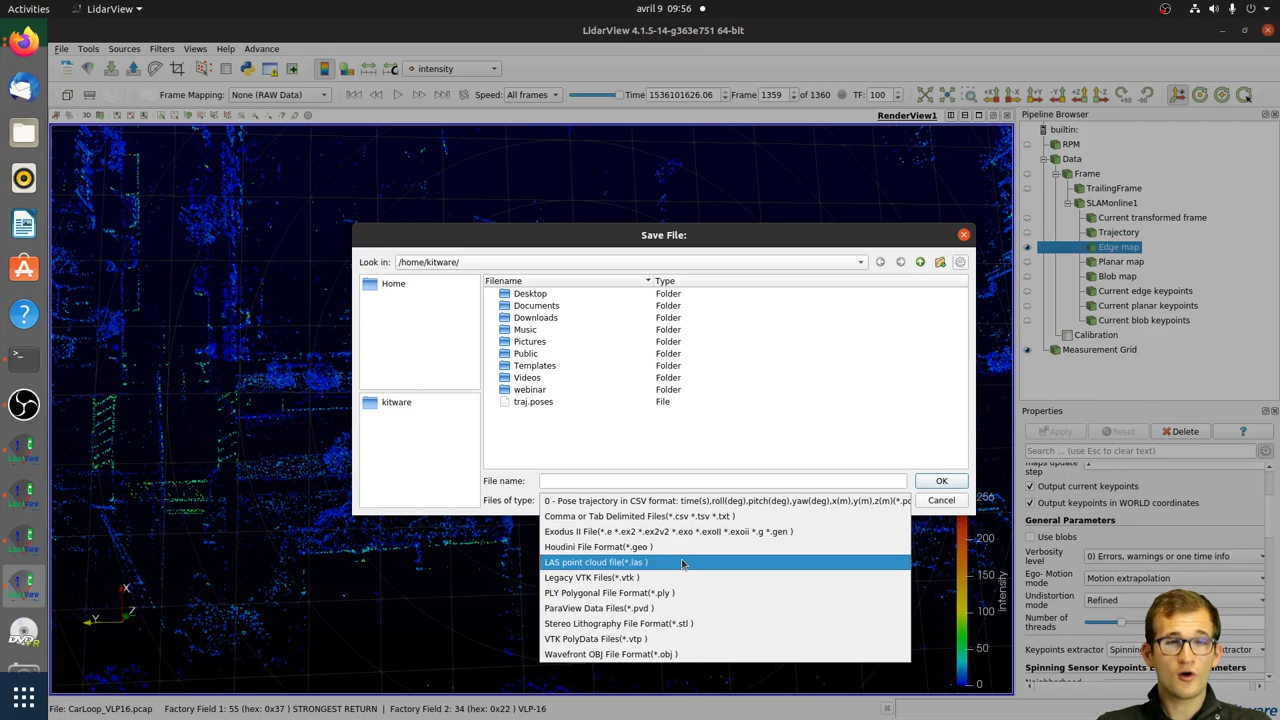 Activities
LidarView
avril 9 09:56
LidarView 4.1.5-14-g363e751 64-bit
File Tools Sources Filters Views Help Advance
intensity
Frame Mapping: None (RAW Data)
Speed: All frames
Time 1536101626.06
Frame 1359 of 1360
TF: 100
3D
RenderView1
Pipeline Browser
builtin:
RPM
Data
Frame
TrailingFrame
SLAMonline1
Current transformed frame
Trajectory
Edge map
Planar map
Blob map
Current edge keypoints
Current planar keypoints
Current blob keypoints
Calibration
Measurement Grid
Save File:
Look in: /home/kitware/
Home
kitware
Filename Type
Desktop Folder
Documents Folder
Downloads Folder
Music Folder
Pictures Folder
Public Folder
Templates Folder
Videos Folder
webinar Folder
traj.poses File
File name:
OK
Files of type:
Cancel
0 - Pose trajectory in CSV format: time(s),roll(deg),pitch(deg),yaw(deg),x(m),y(m),z(m)(*.po
Comma or Tab Delimited Files(*.csv *.tsv *.txt )
Exodus II File(*.e *.ex2 *.ex2v2 *.exo *.exoII *.exoii *.g *.gen )
Houdini File Format(*.geo )
LAS point cloud file(*.las )
Legacy VTK Files(*.vtk )
PLY Polygonal File Format(*.ply )
ParaView Data Files(*.pvd )
Stereo Lithography File Format(*.stl )
VTK PolyData Files(*.vtp )
Wavefront OBJ File Format(*.obj )
Properties
Apply
Reset
Delete
?
Search ... (use Esc to clear text)
step
Output current keypoints
Output keypoints in WORLD coordinates
General Parameters
Use blobs
Verbosity level
0) Errors, warnings or one time info
Ego- Motion mode
Motion extrapolation
Undistortion mode
Refined
Number of threads
Keypoints extractor
Spinning Sensor Keypoints
X
Y
Z
200
150
100
50
0
intensity
File: CarLoop_VLP16.pcap
Factory Field 1: 55 (hex: 0x37 ) STRONGEST RETURN | Factory Field 2: 34 (hex: 0x22 ) VLP-16